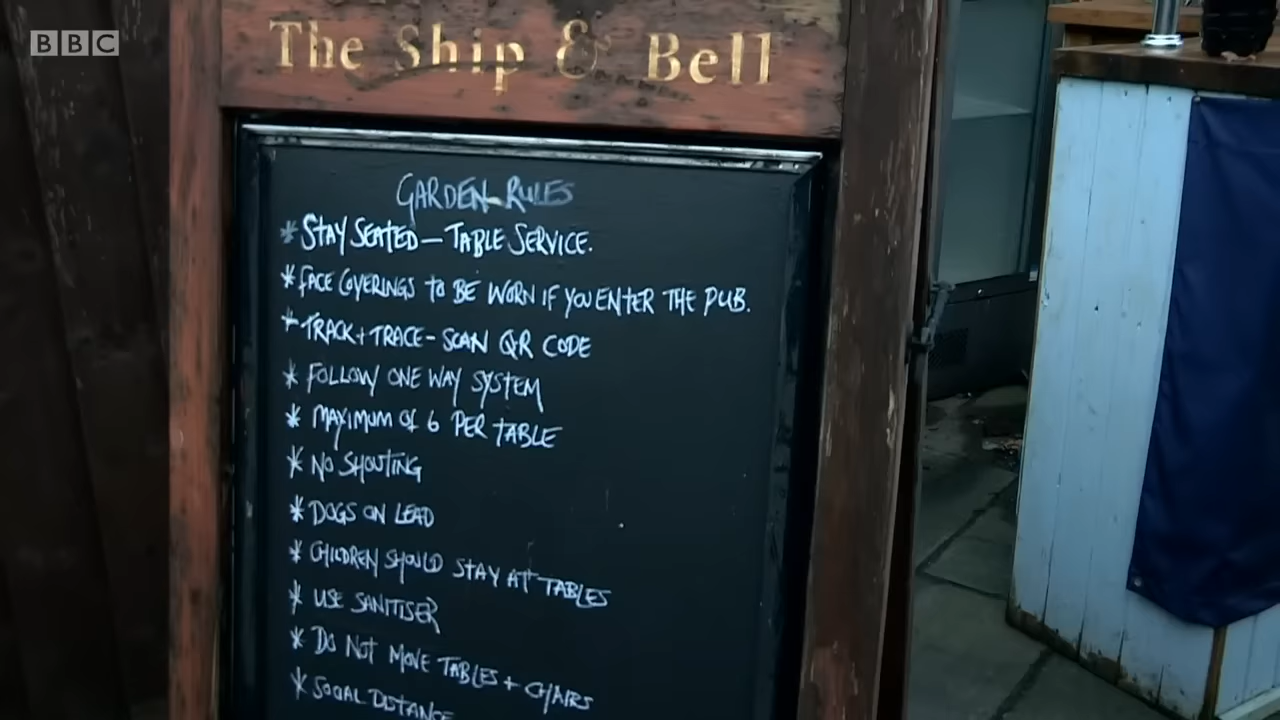 BBC
The Ship & Bell
GARDEN RULES
* STAY SEATED - TABLE SERVICE.
* FACE COVERINGS TO BE WORN IF YOU ENTER THE PUB.
* TRACK + TRACE - SCAN QR CODE
* FOLLOW ONE WAY SYSTEM
* MAXIMUM OF 6 PER TABLE
* NO SHOUTING
* DOGS ON LEAD
* CHILDREN SHOULD STAY AT TABLES
* USE SANITISER
* DO NOT MOVE TABLES + CHAIRS
* SOCIAL DISTANCE